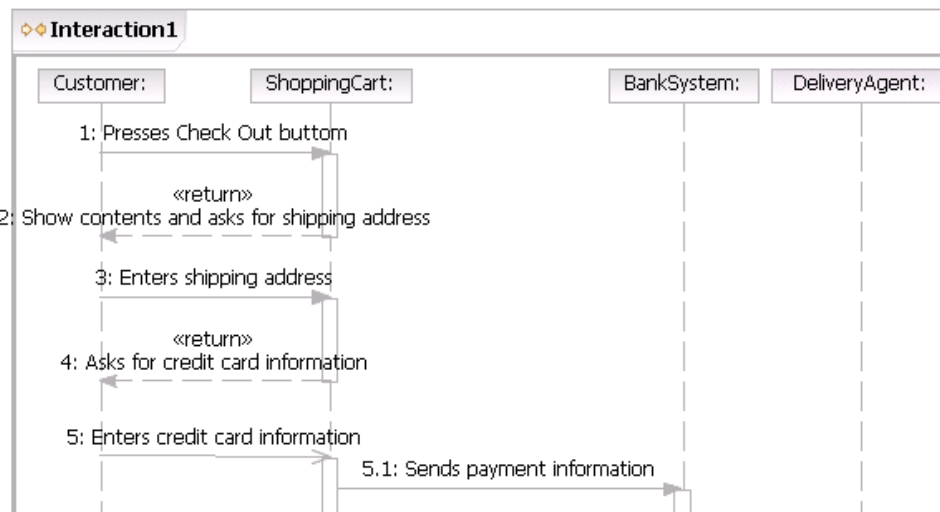 Interaction1
Customer:
ShoppingCart:
BankSystem:
DeliveryAgent:
1: Presses Check Out buttom
«return»
2: Show contents and asks for shipping address
3: Enters shipping address
«return»
4: Asks for credit card information
5: Enters credit card information
5.1: Sends payment information